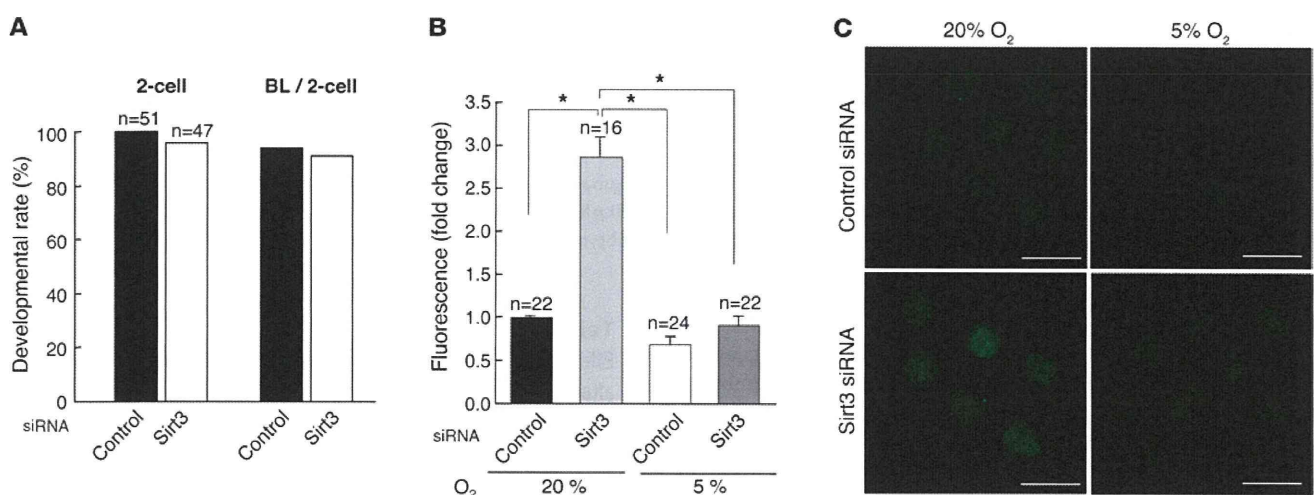 A
2-cell
BL / 2-cell
Developmental rate (%)
100
80
60
40
20
0
n=51
n=47
siRNA
Control
Sirt3
Control
Sirt3
B
Fluorescence (fold change)
3.5
3.0
2.5
2.0
1.5
1.0
0.5
0.0
*
*
*
n=22
n=16
n=24
n=22
siRNA
Control
Sirt3
Control
Sirt3
O2
20 %
5 %
C
20% O2
5% O2
Control siRNA
Sirt3 siRNA